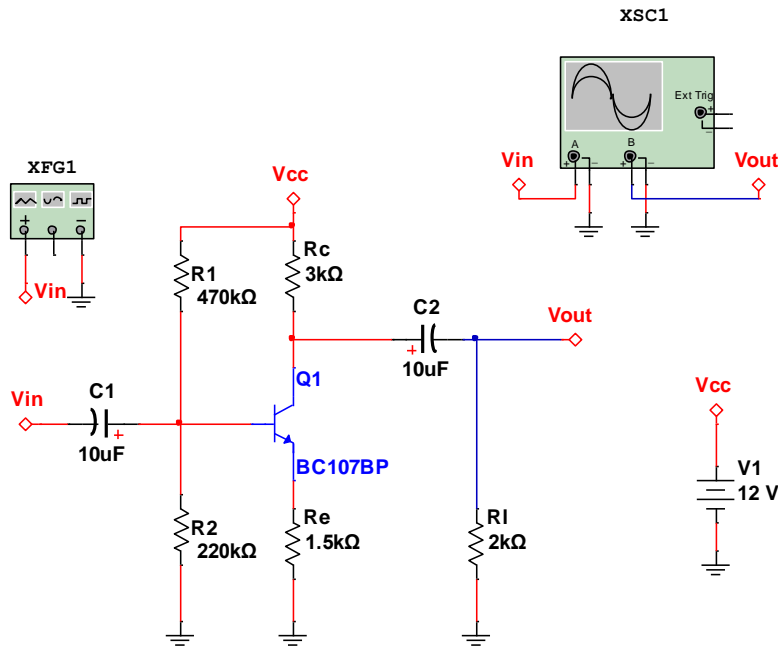 XSC1
Ext Trig
+
−
A
B
+
−
+
−
Vin
Vout
XFG1
+
−
Vin
Vcc
R1
470kΩ
Rc
3kΩ
C2
+
10uF
Vout
Q1
Vin
C1
+
10uF
BC107BP
Vcc
V1
12 V
R2
220kΩ
Re
1.5kΩ
Rl
2kΩ